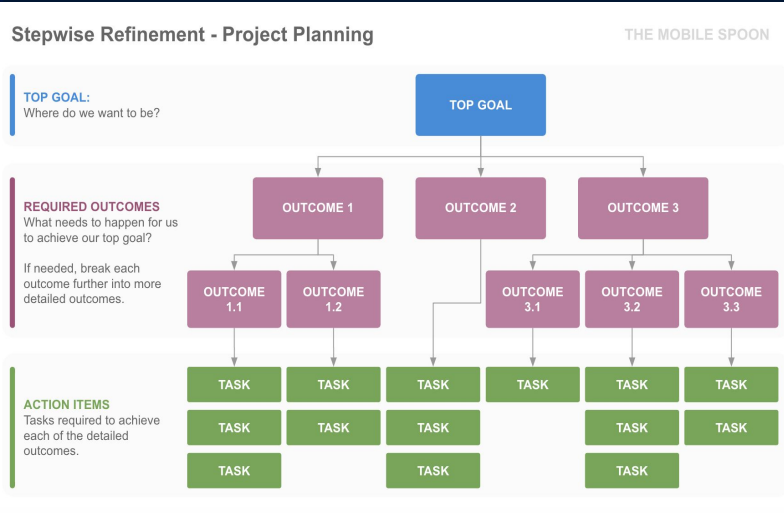 Stepwise Refinement - Project Planning
THE MOBILE SPOON
TOP GOAL:
Where do we want to be?
TOP GOAL
REQUIRED OUTCOMES
What needs to happen for us
to achieve our top goal?
If needed, break each
outcome further into more
detailed outcomes.
OUTCOME 1
OUTCOME 2
OUTCOME 3
OUTCOME
1.1
OUTCOME
1.2
OUTCOME
3.1
OUTCOME
3.2
OUTCOME
3.3
ACTION ITEMS
Tasks required to achieve
each of the detailed
outcomes.
TASK
TASK
TASK
TASK
TASK
TASK
TASK
TASK
TASK
TASK
TASK
TASK
TASK
TASK